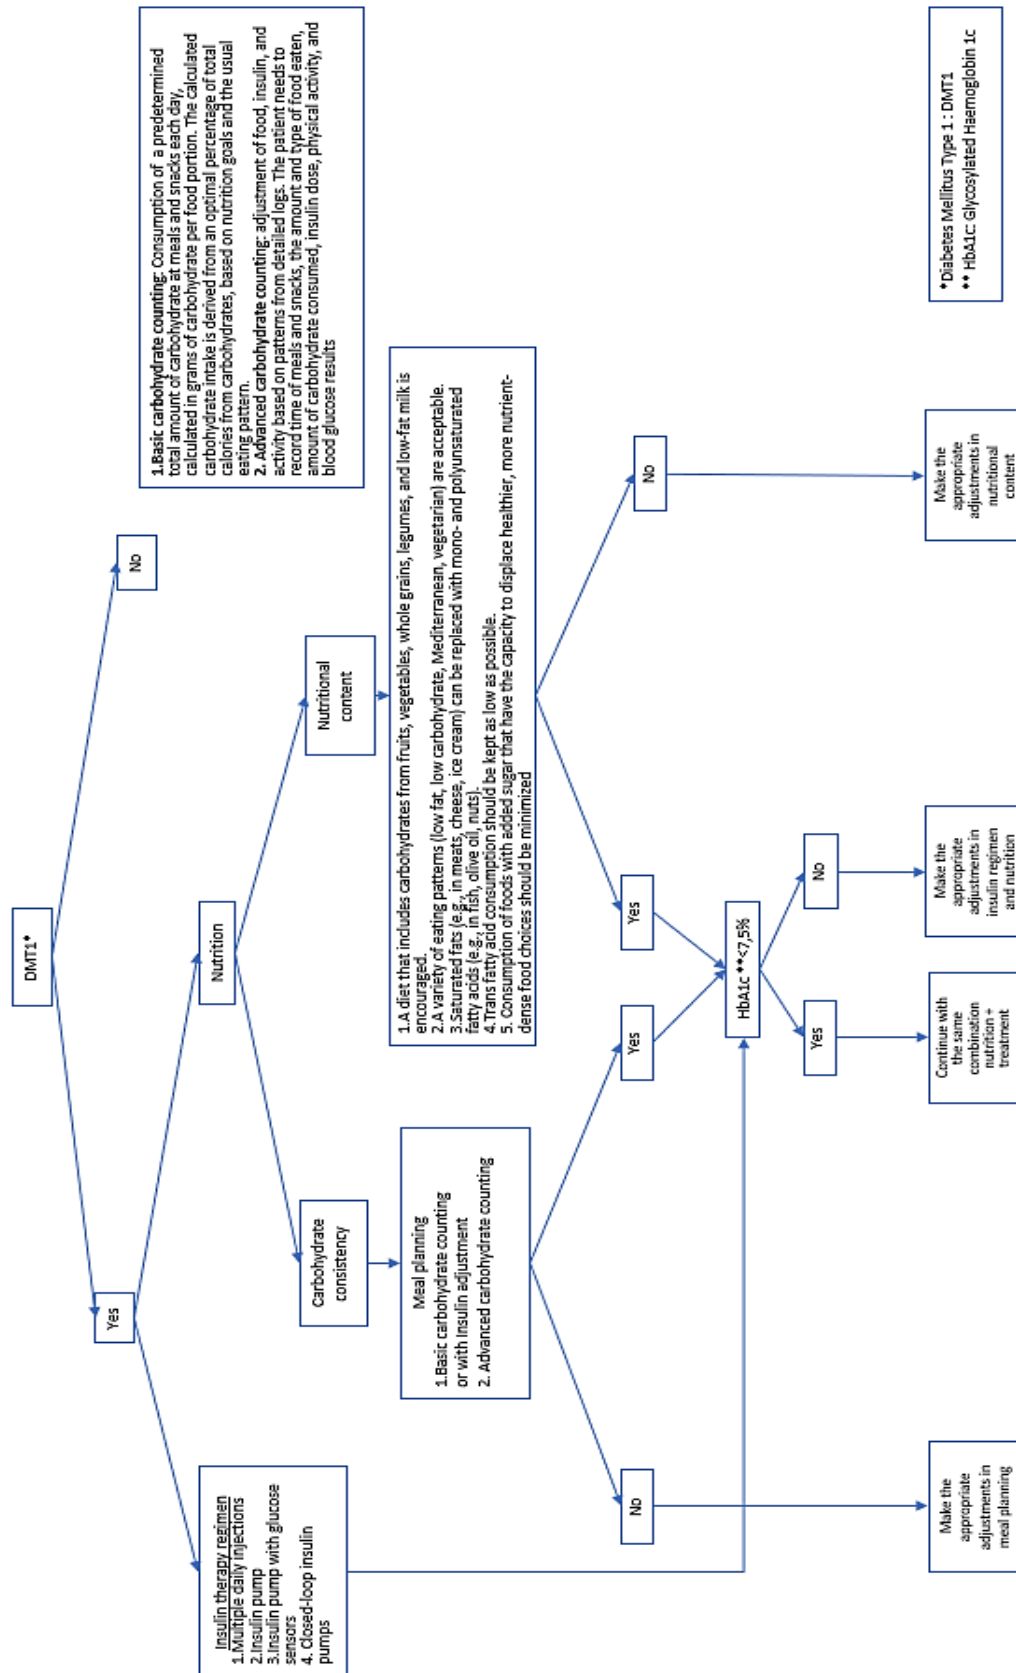 DMT1*
Yes
No
1.Basic carbohydrate counting: Consumption of a predetermined
total amount of carbohydrate at meals and snacks each day,
calculated in grams of carbohydrate per food portion. The calculated
carbohydrate intake is derived from an optimal percentage of total
calories from carbohydrates, based on nutrition goals and the usual
eating pattern.
2. Advanced carbohydrate counting: adjustment of food, insulin, and
activity based on patterns from detailed logs. The patient needs to
record time of meals and snacks, the amount and type of food eaten,
amount of carbohydrate consumed, insulin dose, physical activity, and
blood glucose results
Insulin therapy regimen
1.Multiple daily injections
2.Insulin pump
3.Insulin pump with glucose
sensors
4. Closed-loop insulin
pumps
Nutrition
Carbohydrate
consistency
Nutritional
content
Meal planning
1.Basic carbohydrate counting
or with insulin adjustment
2. Advanced carbohydrate counting
1.A diet that includes carbohydrates from fruits, vegetables, whole grains, legumes, and low-fat milk is
encouraged.
2.A variety of eating patterns (low fat, low carbohydrate, Mediterranean, vegetarian) are acceptable.
3.Saturated fats (e.g., in meats, cheese, ice cream) can be replaced with mono- and polyunsaturated
fatty acids (e.g., in fish, olive oil, nuts).
4.Trans fatty acid consumption should be kept as low as possible.
5. Consumption of foods with added sugar that have the capacity to displace healthier, more nutrient-
dense food choices should be minimized
No
Yes
Yes
No
HbA1c **<7,5%
Yes
No
Make the
appropriate
adjustments in
meal planning
Continue with
the same
combination
nutrition +
treatment
Make the
appropriate
adjustments in
insulin regimen
and nutrition
Make the
appropriate
adjustments in
nutritional
content
*Diabetes Mellitus Type 1 : DMT1
** HbA1c: Glycosylated Haemoglobin 1c